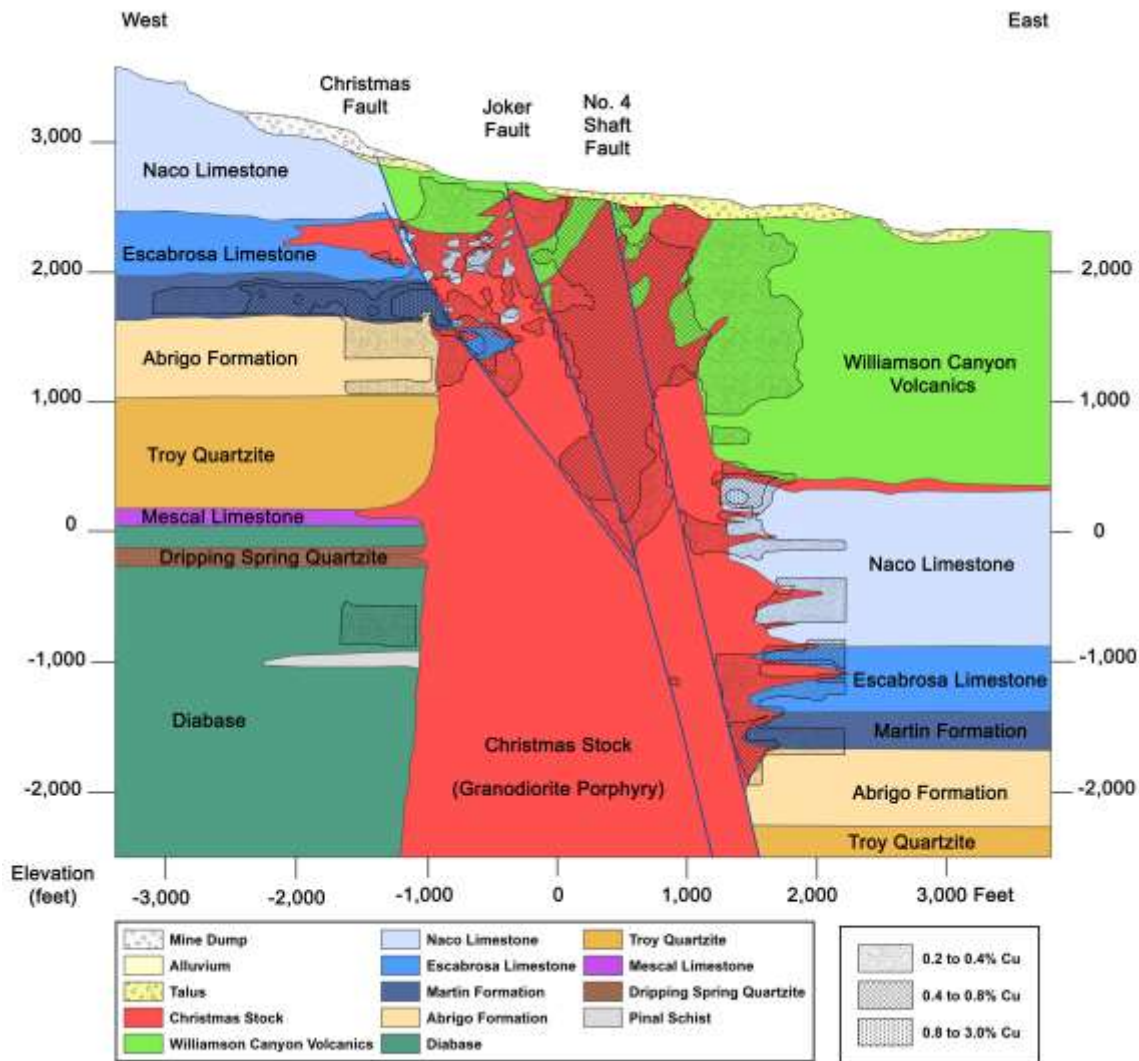 West
East
Christmas
Fault
Joker
Fault
No. 4
Shaft
Fault
3,000
Naco Limestone
Escabrosa Limestone
2,000
2,000
Abrigo Formation
Williamson Canyon
Volcanics
1,000
1,000
Troy Quartzite
Mescal Limestone
0
0
Dripping Spring Quartzite
Naco Limestone
-1,000
-1,000
Escabrosa Limestone
Diabase
Martin Formation
Christmas Stock
(Granodiorite Porphyry)
-2,000
-2,000
Abrigo Formation
Troy Quartzite
Elevation
(feet)
-3,000
-2,000
-1,000
0
1,000
2,000
3,000 Feet
Mine Dump
Alluvium
Talus
Christmas Stock
Williamson Canyon Volcanics
Naco Limestone
Escabrosa Limestone
Martin Formation
Abrigo Formation
Diabase
Troy Quartzite
Mescal Limestone
Dripping Spring Quartzite
Pinal Schist
0.2 to 0.4% Cu
0.4 to 0.8% Cu
0.8 to 3.0% Cu